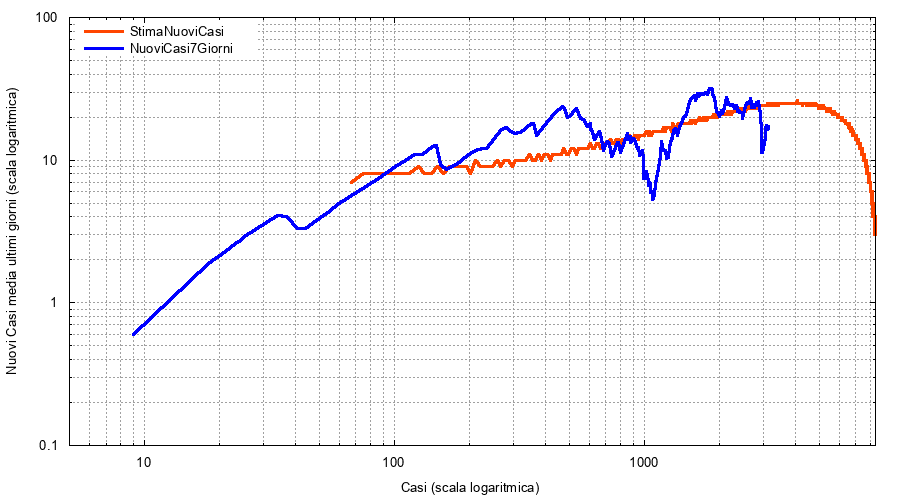 100
StimaNuoviCasi
NuoviCasi7Giorni
10
1
0.1
Nuovi Casi media ultimi giorni (scala logaritmica)
10 100 1000
Casi (scala logaritmica)